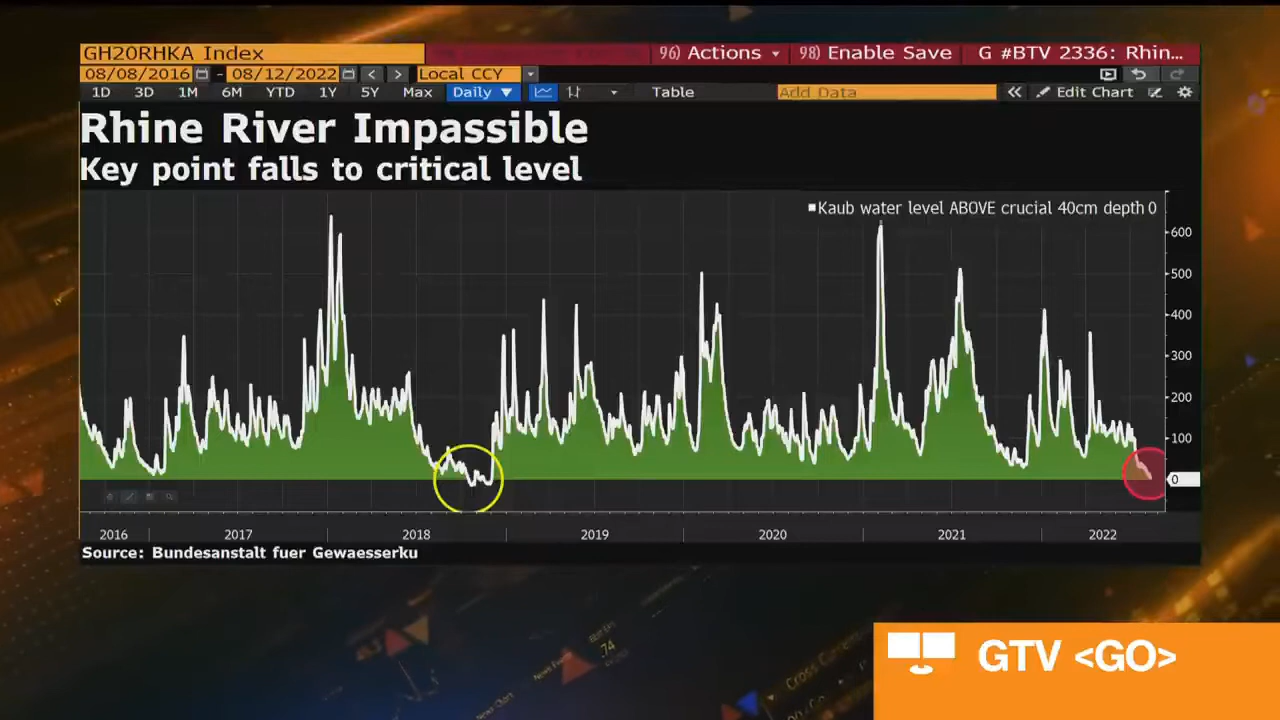 GH20RHKA Index
96) Actions
98) Enable Save
G #BTV 2336: Rhin...
08/08/2016 - 08/12/2022 < > Local CCY
1D 3D 1M 6M YTD 1Y 5Y Max Daily ▼ Table Add Data « Edit Chart
Rhine River Impassible
Key point falls to critical level
Kaub water level ABOVE crucial 40cm depth 0
600
500
400
300
200
100
0
2016 2017 2018 2019 2020 2021 2022
Source: Bundesanstalt fuer Gewaesserku
GTV <GO>
.74
Cross Currenc